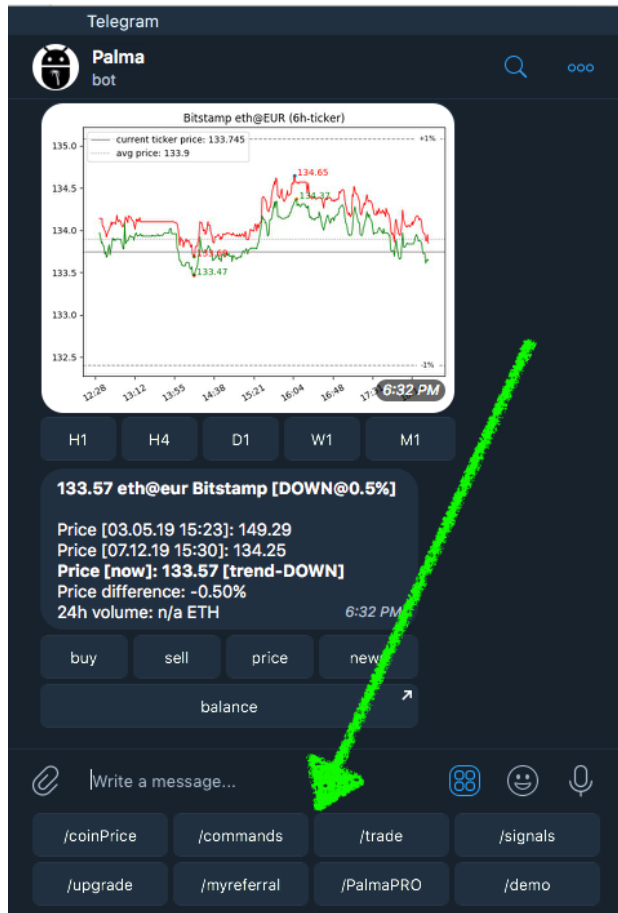 Telegram
Palma
bot
Bitstamp eth@EUR (6h-ticker)
current ticker price: 133.745
avg price: 133.9
+1%
135.0
134.65
134.5
134.37
134.0
133.5
133.47
133.0
132.5
-1%
12:28 13:12 13:55 14:38 15:21 16:04 16:48
6:32 PM
H1 H4 D1 W1 M1
133.57 eth@eur Bitstamp [DOWN@0.5%]
Price [03.05.19 15:23]: 149.29
Price [07.12.19 15:30]: 134.25
Price [now]: 133.57 [trend-DOWN]
Price difference: -0.50%
24h volume: n/a ETH
6:32 PM
buy sell price news
balance
Write a message...
/coinPrice /commands /trade /signals
/upgrade /myreferral /PalmaPRO /demo